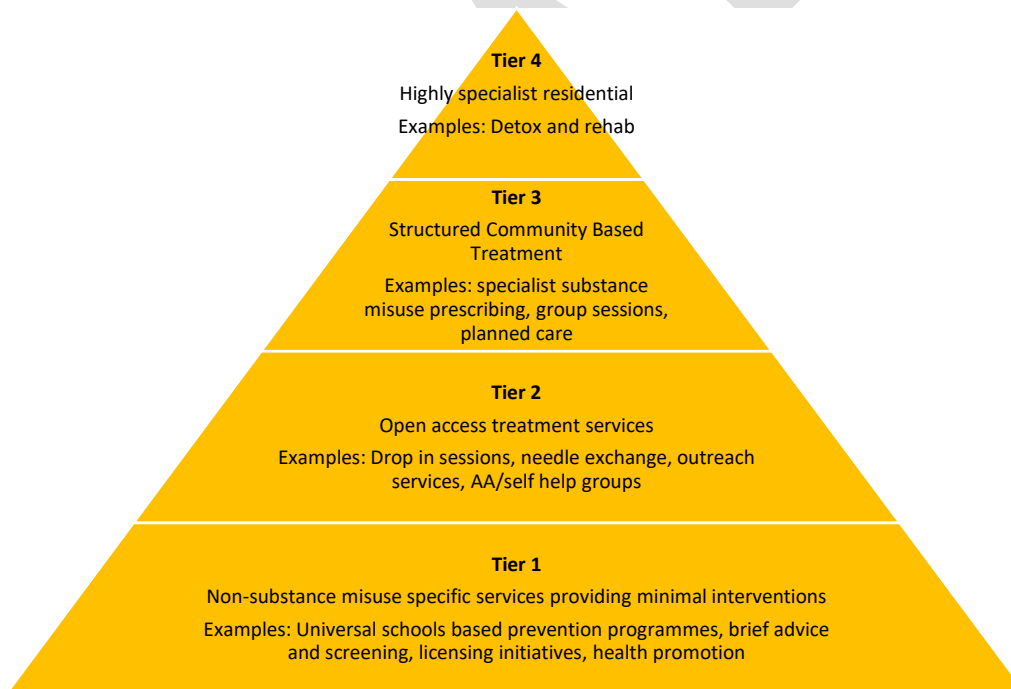 Tier 4
Highly specialist residential
Examples: Detox and rehab
Tier 3
Structured Community Based
Treatment
Examples: specialist substance
misuse prescribing, group sessions,
planned care
Tier 2
Open access treatment services
Examples: Drop in sessions, needle exchange, outreach
services, AA/self help groups
Tier 1
Non-substance misuse specific services providing minimal interventions
Examples: Universal schools based prevention programmes, brief advice
and screening, licensing initiatives, health promotion